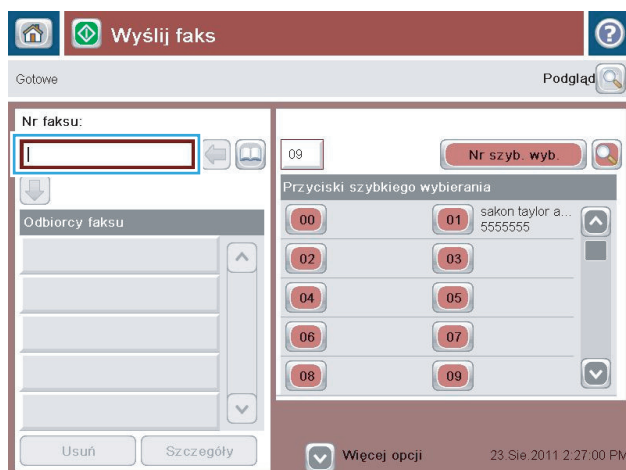 Wyślij faks
Gotowe
Podgląd
Nr faksu:
09
Nr szyb. wyb.
Przyciski szybkiego wybierania
Odbiorcy faksu
00
01 sakon taylor a...
5555555
02
03
04
05
06
07
08
09
Usuń
Szczegóły
Więcej opcji
23.Sie.2011 2:27:00 PM